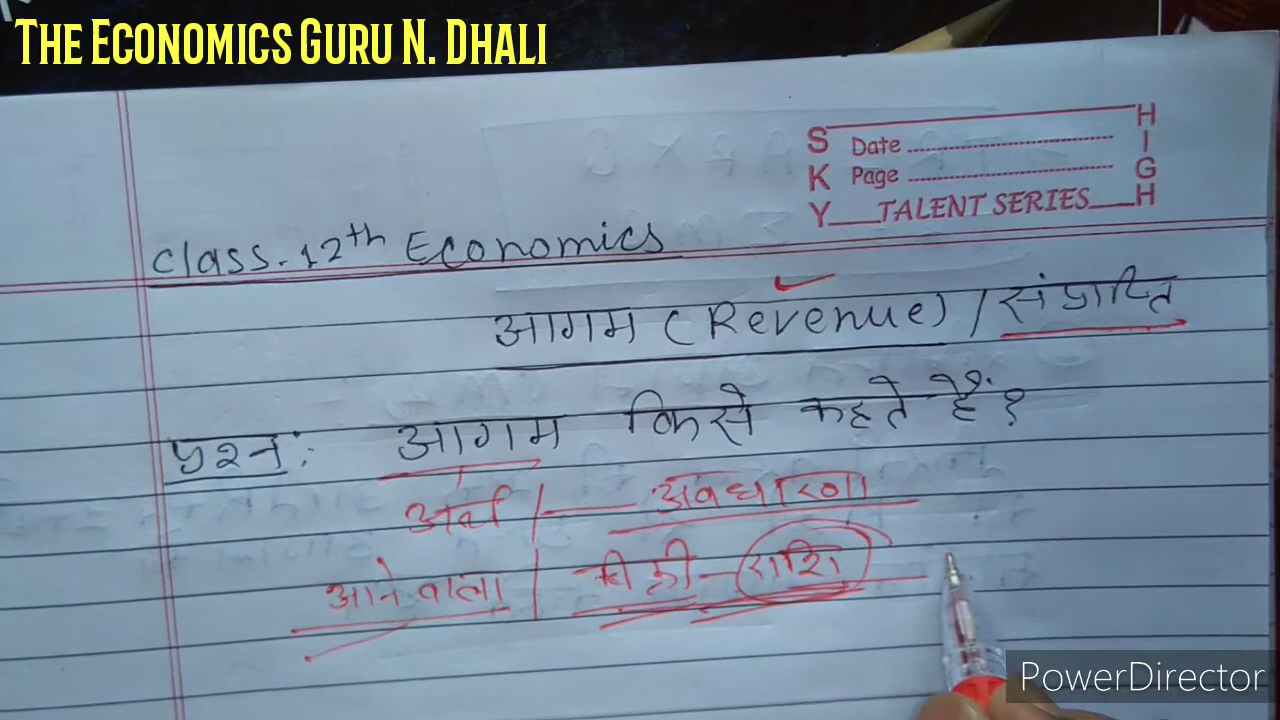 THE ECONOMICS GURU N. DHALI
S H
K Date I
Page G
Y TALENT SERIES H
Class. 12th Economics
आगम (Revenue) / संप्राप्ति
प्रश्न: आगम किसे कहते हैं?
अर्थ / अवधारणा
आने वाला / बिक्री - राशि
PowerDirector